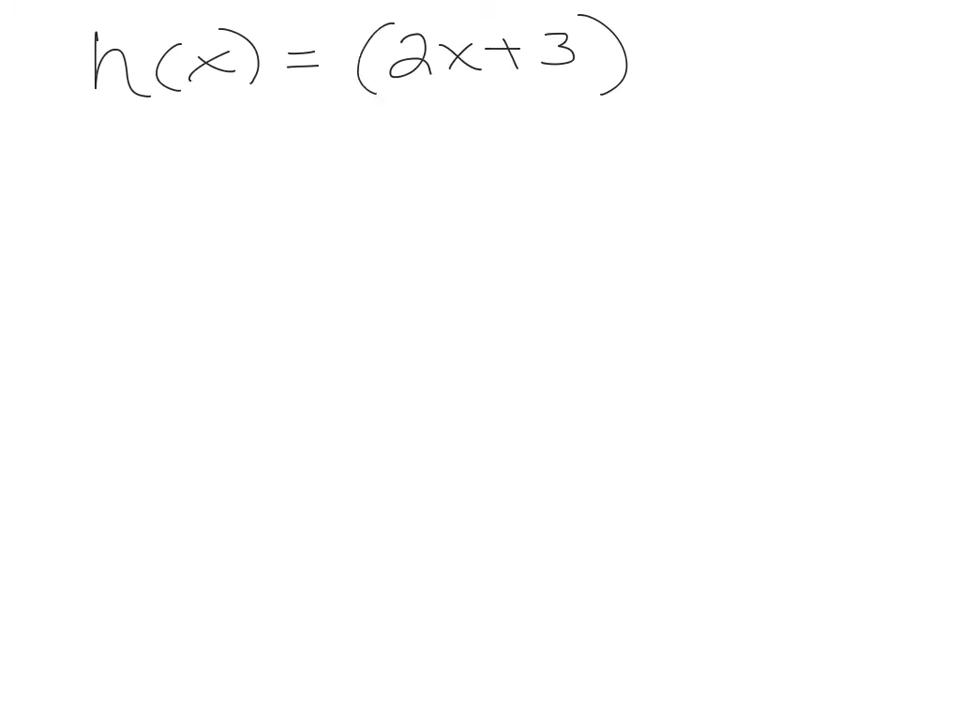 h(x) = (2x+3)